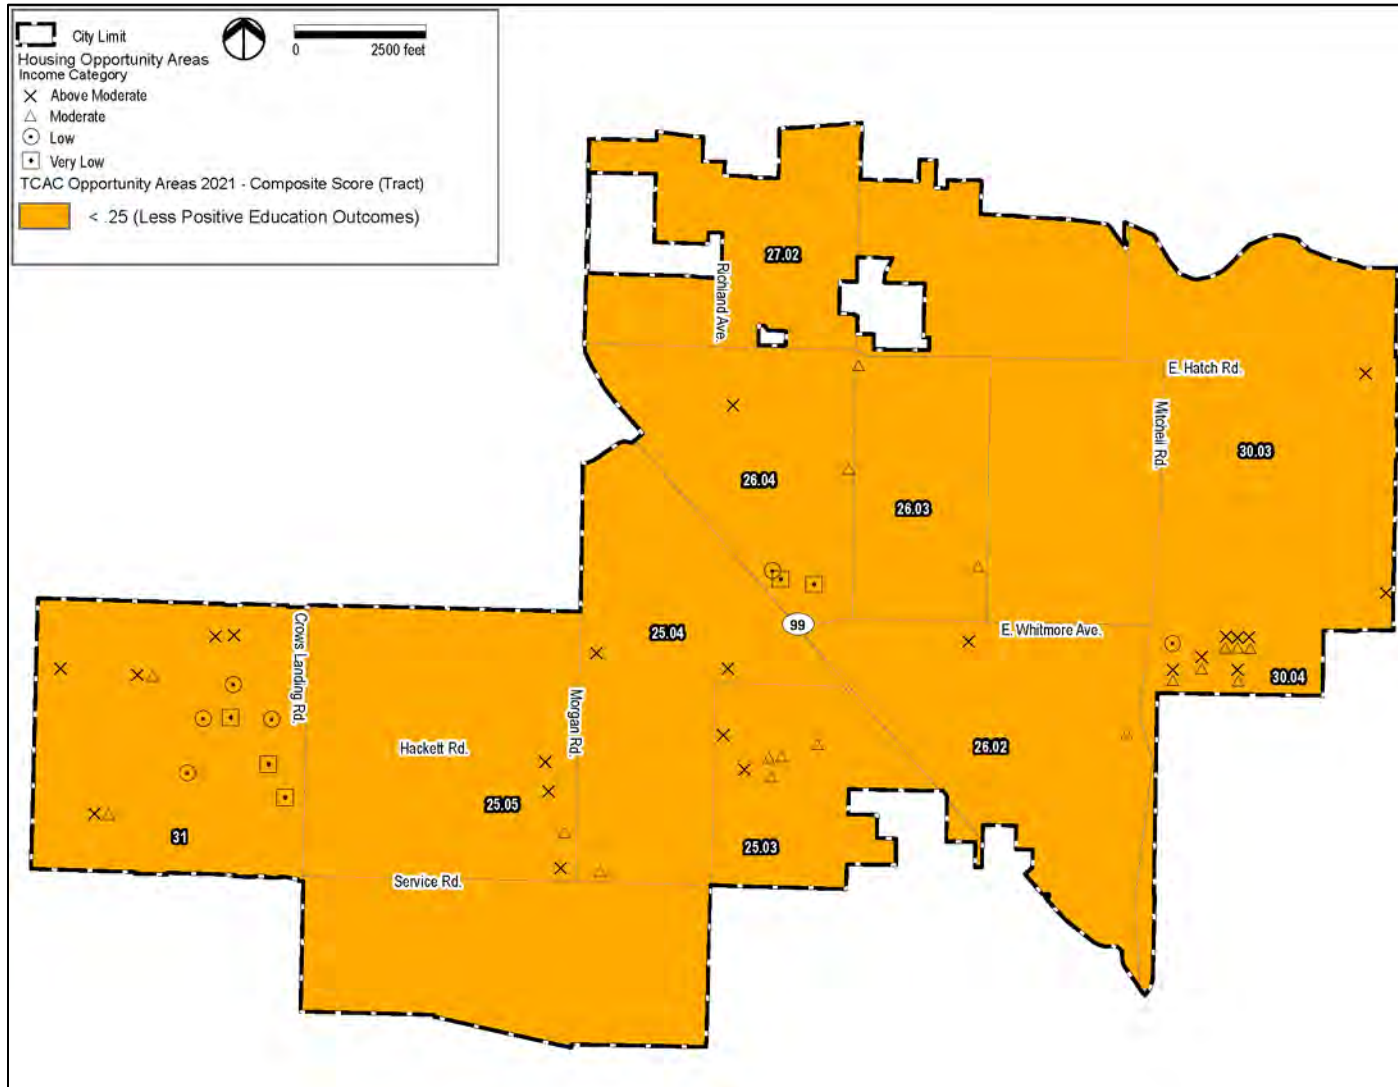 City Limit
0 2500 feet
Housing Opportunity Areas
Income Category
Above Moderate
Moderate
Low
Very Low
TCAC Opportunity Areas 2021 - Composite Score (Tract)
< .25 (Less Positive Education Outcomes)
27.02
Richland Ave.
E. Hatch Rd.
Mitchell Rd.
30.03
26.04
26.03
99
E. Whitmore Ave.
25.04
Crows Landing Rd.
30.04
Morgan Rd.
Hackett Rd.
26.02
25.05
31
25.03
Service Rd.